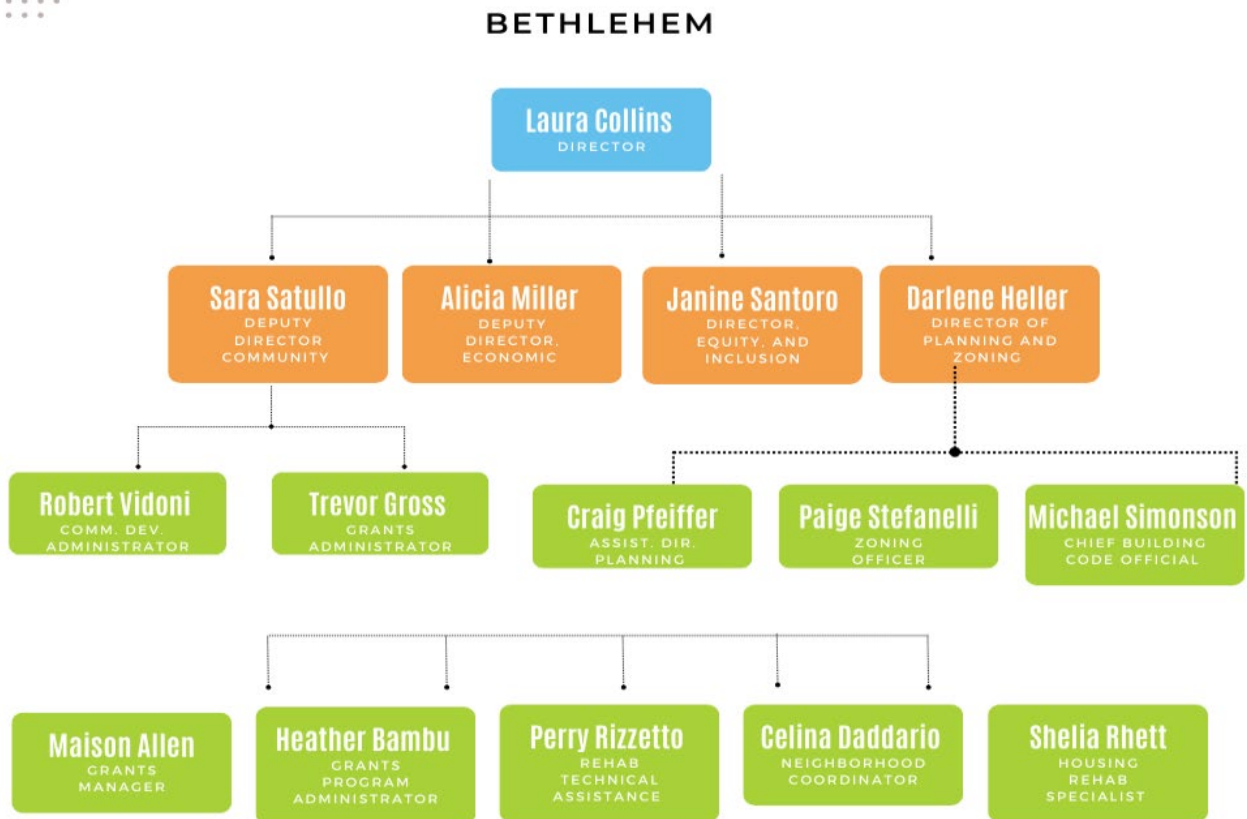 BETHLEHEM
Laura Collins
DIRECTOR
Sara Satullo
DEPUTY
DIRECTOR
COMMUNITY
Alicia Miller
DEPUTY
DIRECTOR,
ECONOMIC
Janine Santoro
DIRECTOR,
EQUITY, AND
INCLUSION
Darlene Heller
DIRECTOR OF
PLANNING AND
ZONING
Robert Vidoni
COMM. DEV.
ADMINISTRATOR
Trevor Gross
GRANTS
ADMINISTRATOR
Craig Pfeiffer
ASSIST. DIR.
PLANNING
Paige Stefanelli
ZONING
OFFICER
Michael Simonson
CHIEF BUILDING
CODE OFFICIAL
Maison Allen
GRANTS
MANAGER
Heather Bambu
GRANTS
PROGRAM
ADMINISTRATOR
Perry Rizzetto
REHAB
TECHNICAL
ASSISTANCE
Celina Daddario
NEIGHBORHOOD
COORDINATOR
Shelia Rhett
HOUSING
REHAB
SPECIALIST